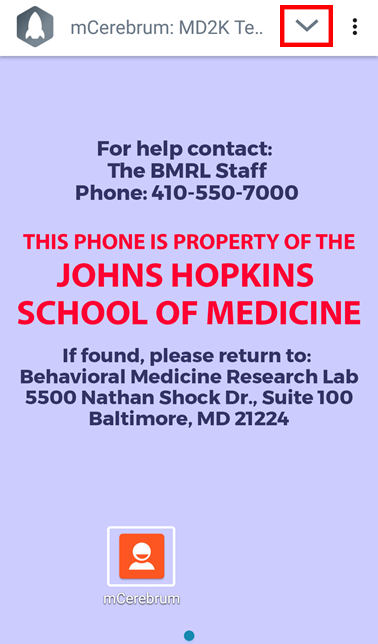 mCerebrum: MD2K Te..
For help contact:
The BMRL Staff
Phone: 410-550-7000
THIS PHONE IS PROPERTY OF THE
JOHNS HOPKINS
SCHOOL OF MEDICINE
If found, please return to:
Behavioral Medicine Research Lab
5500 Nathan Shock Dr., Suite 100
Baltimore, MD 21224
mCerebrum